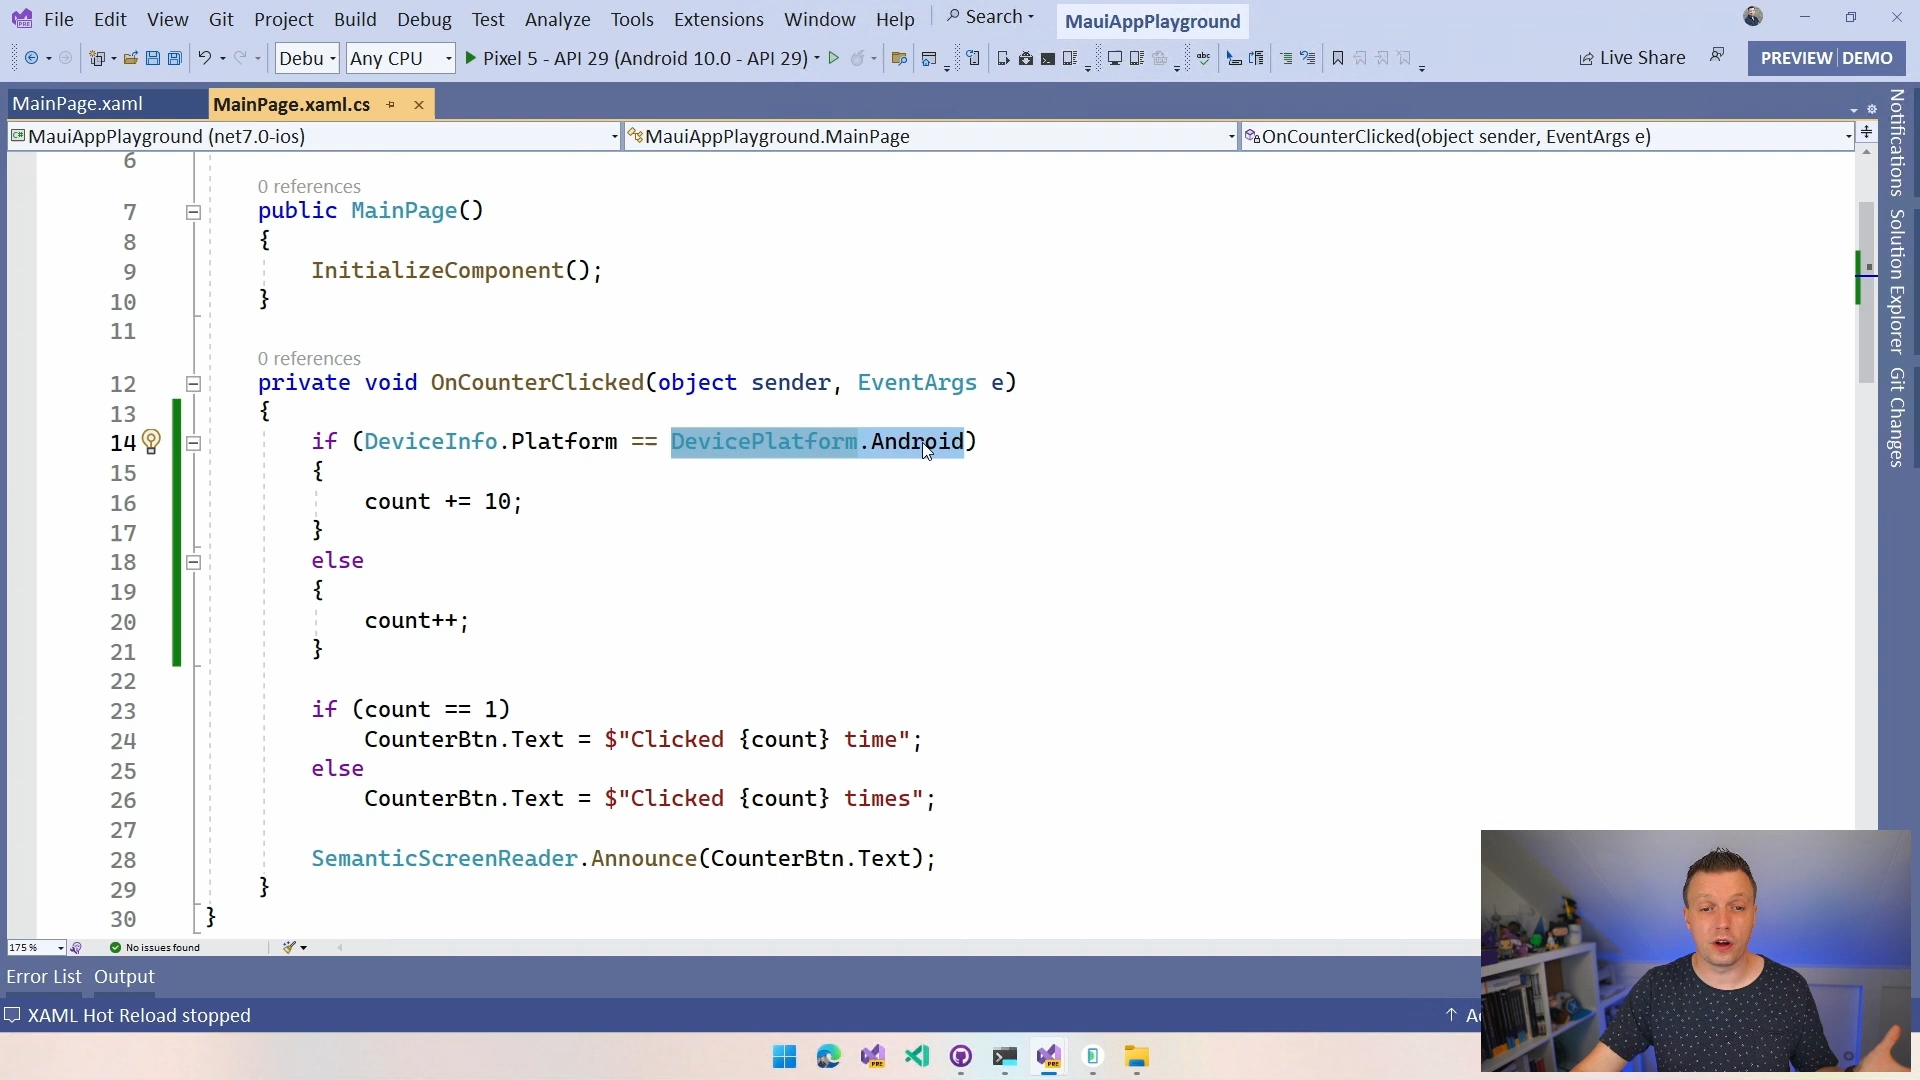 File Edit View Git Project Build Debug Test Analyze Tools Extensions Window Help Search MauiAppPlayground
Debu Any CPU Pixel 5 - API 29 (Android 10.0 - API 29) Live Share PREVIEW DEMO
MainPage.xaml MainPage.xaml.cs
MauiAppPlayground (net7.0-ios) MauiAppPlayground.MainPage OnCounterClicked(object sender, EventArgs e)
6
0 references
7 public MainPage()
8 {
9 InitializeComponent();
10 }
11
0 references
12 private void OnCounterClicked(object sender, EventArgs e)
13 {
14 if (DeviceInfo.Platform == DevicePlatform.Android)
15 {
16 count += 10;
17 }
18 else
19 {
20 count++;
21 }
22
23 if (count == 1)
24 CounterBtn.Text = $"Clicked {count} time";
25 else
26 CounterBtn.Text = $"Clicked {count} times";
27
28 SemanticScreenReader.Announce(CounterBtn.Text);
29 }
30 }
175 % No issues found
Error List Output
XAML Hot Reload stopped
Notifications
Solution Explorer
Git Changes